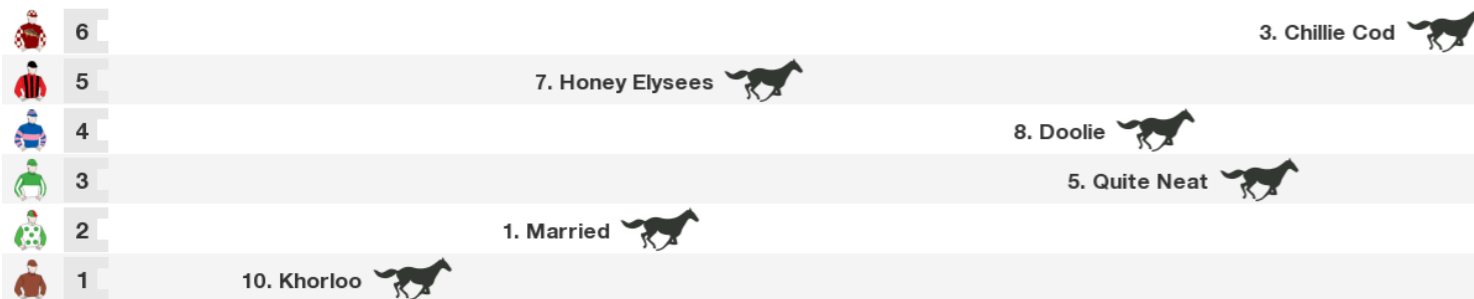 6 3. Chillie Cod
5 7. Honey Elysees
4 8. Doolie
3 5. Quite Neat
2 1. Married
1 10. Khorloo